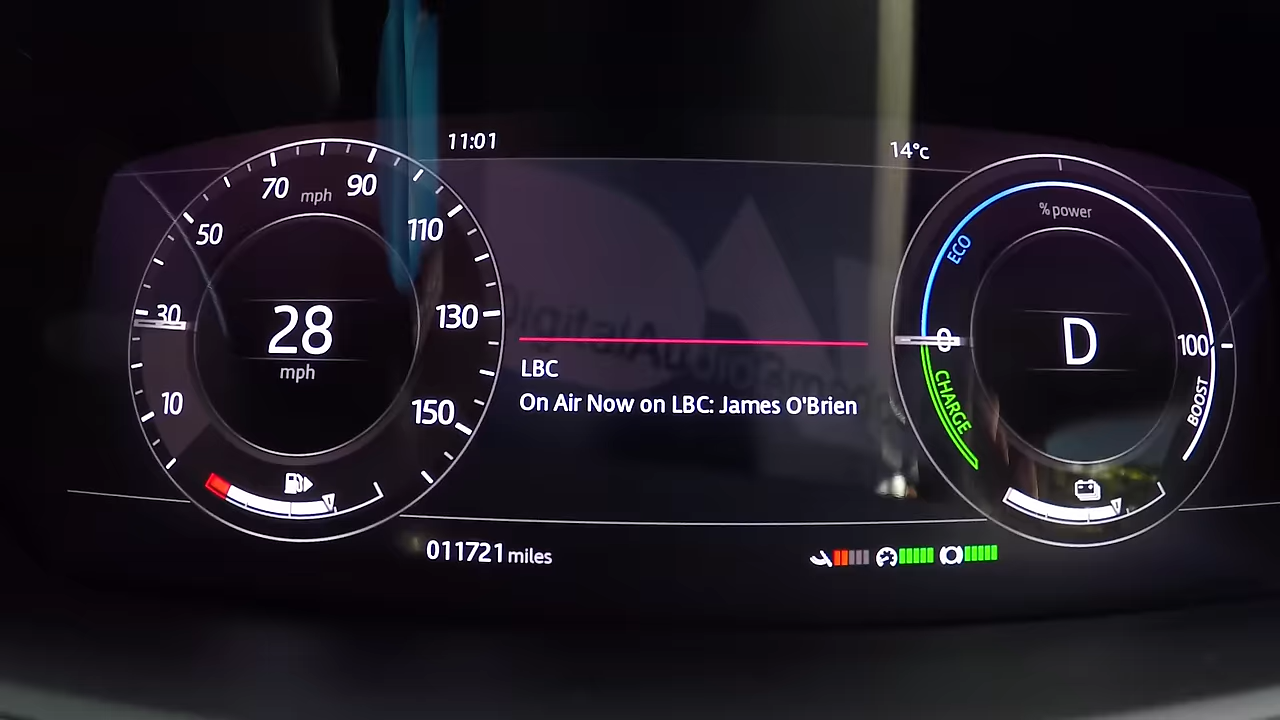 11:01
14°c
70 mph 90
50
110
30
130
10
150
28
mph
DigitalAudio
LBC
On Air Now on LBC: James O'Brien
% power
ECO
0
100
CHARGE
BOOST
D
011721 miles